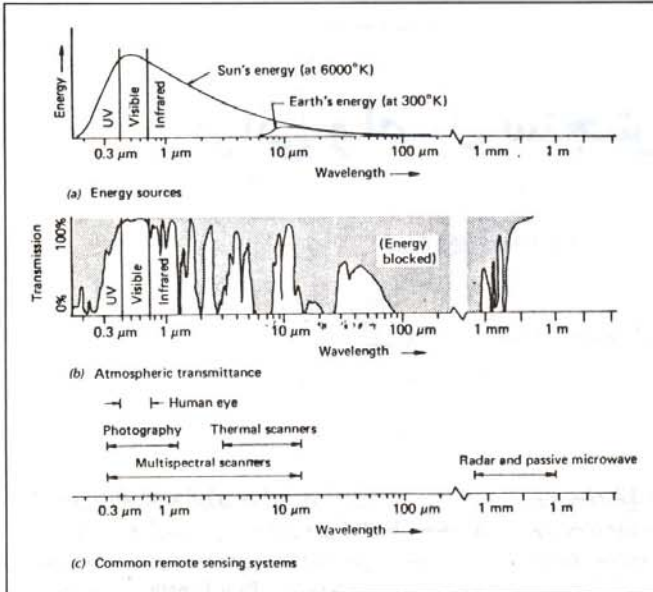 Energy
Sun's energy (at 6000°K)
Earth's energy (at 300°K)
UV
Visible
Infrared
0.3 μm
1 μm
10 μm
100 μm
1 mm
1 m
Wavelength
(a) Energy sources
Transmission
100%
0%
(Energy
blocked)
UV
Visible
Infrared
0.3 μm
1 μm
10 μm
100 μm
1 mm
1 m
Wavelength
(b) Atmospheric transmittance
Human eye
Photography
Thermal scanners
Multispectral scanners
Radar and passive microwave
0.3 μm
1 μm
10 μm
100 μm
1 mm
1 m
Wavelength
(c) Common remote sensing systems